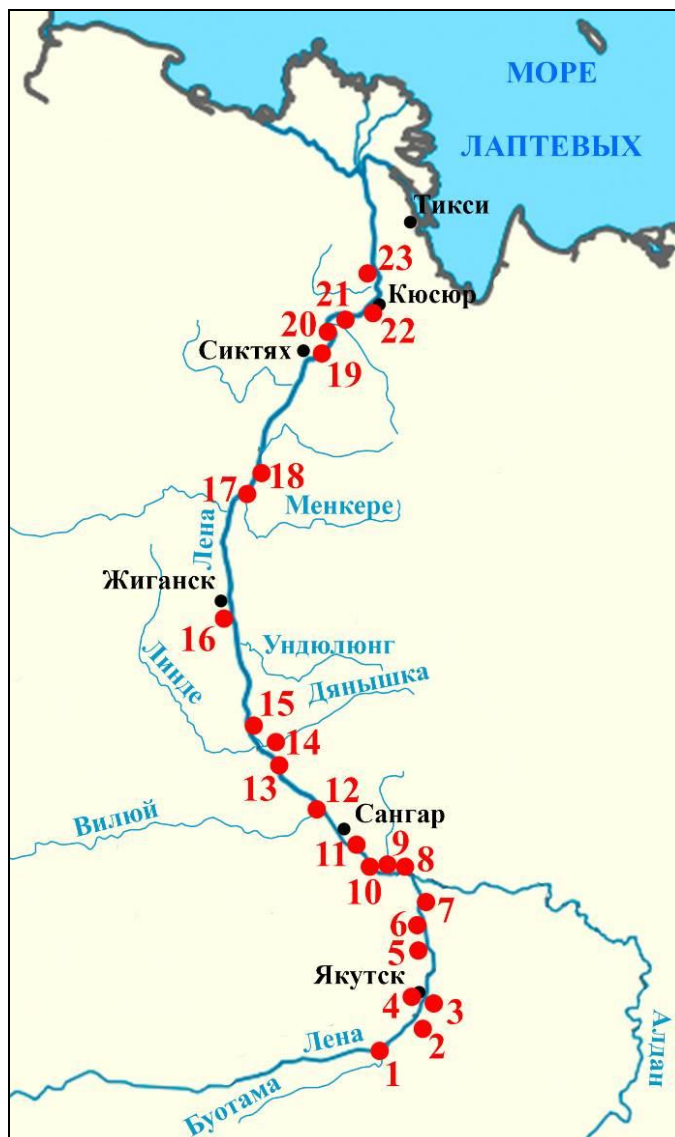 МОРЕ
ЛАПТЕВЫХ
Тикси
23
21
Кюсюр
20
22
Сиктях
19
18
17
Менкере
Лена
Жиганск
16
Ундюлюнг
Линде
Дянышка
15
14
13
12
Вилюй
Сангар
11
9
8
10
7
6
5
Якутск
4
3
2
Лена
1
Алдан
Буотама